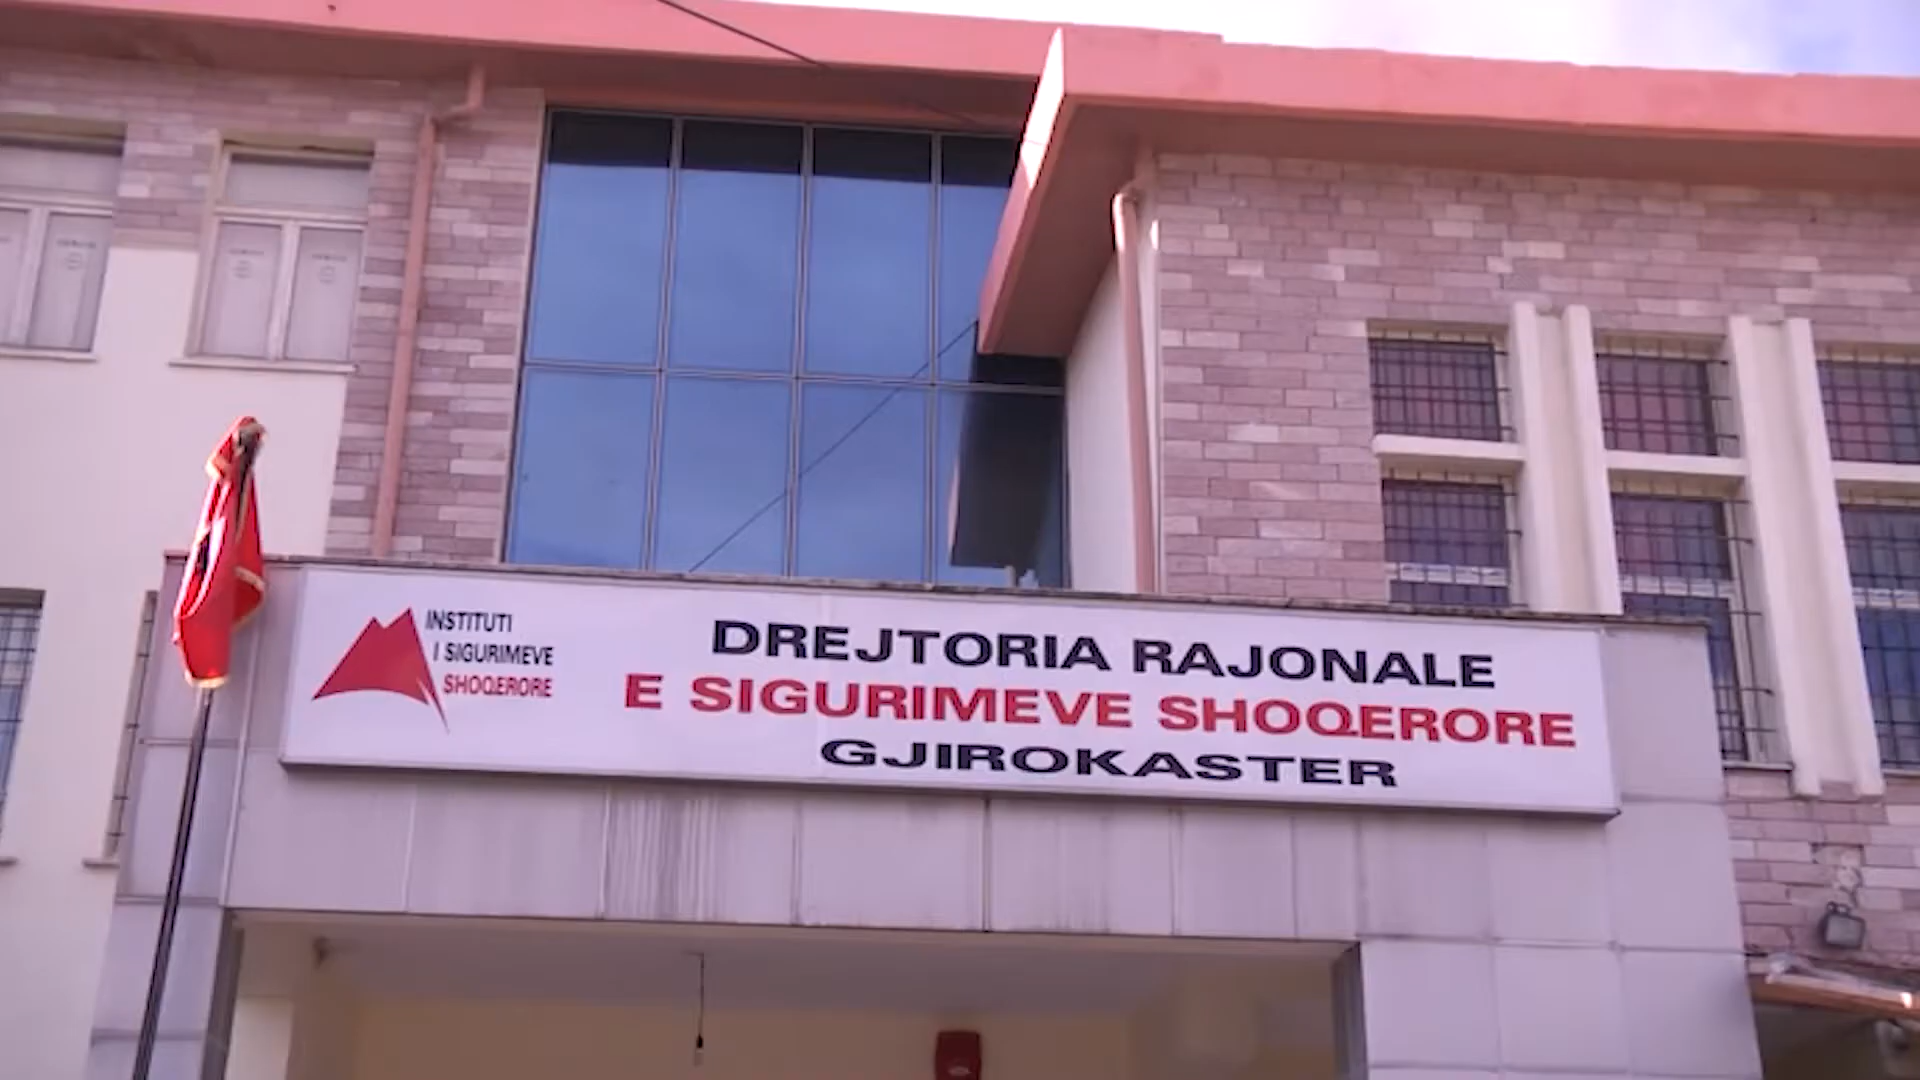 INSTITUTI
I SIGURIMEVE
SHOQERORE
DREJTORIA RAJONALE
E SIGURIMEVE SHOQERORE
GJIROKASTER